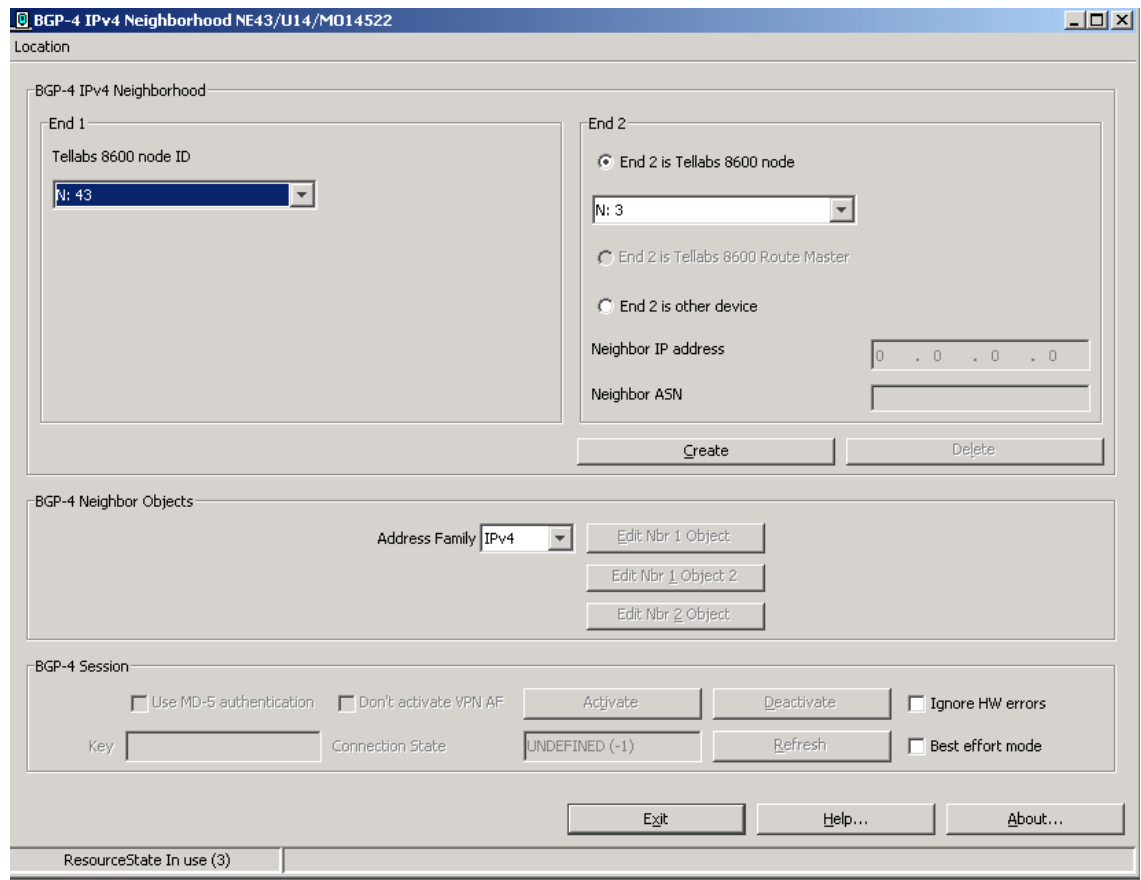 BGP-4 IPv4 Neighborhood NE43/U14/MO14522
Location
BGP-4 IPv4 Neighborhood
End 1
Tellabs 8600 node ID
N: 43
End 2
End 2 is Tellabs 8600 node
N: 3
End 2 is Tellabs 8600 Route Master
End 2 is other device
Neighbor IP address 0 . 0 . 0 . 0
Neighbor ASN
Create Delete
BGP-4 Neighbor Objects
Address Family IPv4 Edit Nbr 1 Object
Edit Nbr 1 Object 2
Edit Nbr 2 Object
BGP-4 Session
Use MD-5 authentication Don't activate VPN AF Activate Deactivate Ignore HW errors
Key Connection State UNDEFINED (-1) Refresh Best effort mode
Exit Help... About...
ResourceState In use (3)